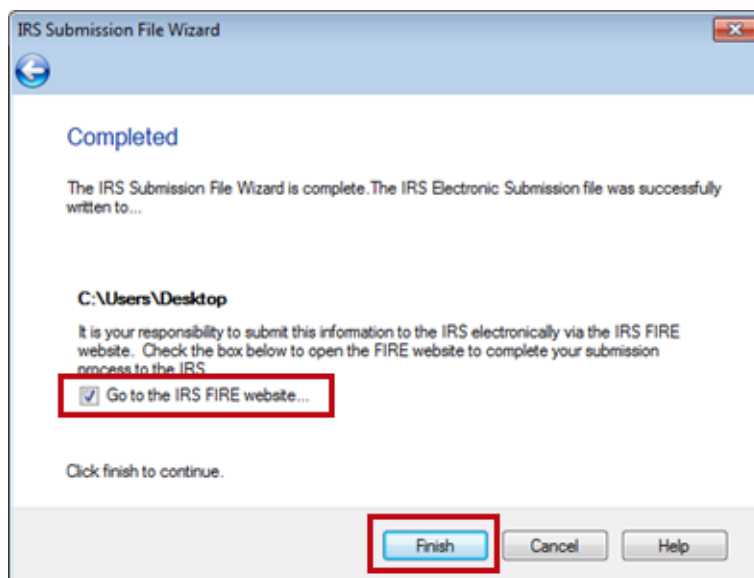 IRS Submission File Wizard
Completed
The IRS Submission File Wizard is complete.The IRS Electronic Submission file was successfully
written to...
C:\Users\Desktop
It is your responsibility to submit this information to the IRS electronically via the IRS FIRE
website. Check the box below to open the FIRE website to complete your submission
process to the IRS
Go to the IRS FIRE website...
Click finish to continue.
Finish
Cancel
Help